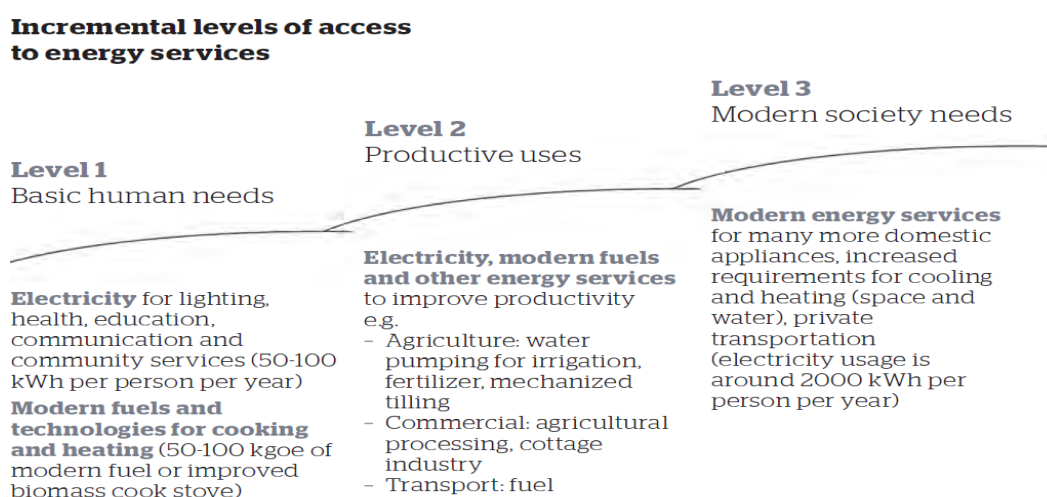 Incremental levels of access
to energy services
Level 1
Basic human needs
Electricity for lighting,
health, education,
communication and
community services (50-100
kWh per person per year)
Modern fuels and
technologies for cooking
and heating (50-100 kgoe of
modern fuel or improved
biomass cook stove)
Level 2
Productive uses
Electricity, modern fuels
and other energy services
to improve productivity
e.g.
– Agriculture: water
pumping for irrigation,
fertilizer, mechanized
tilling
– Commercial: agricultural
processing, cottage
industry
– Transport: fuel
Level 3
Modern society needs
Modern energy services
for many more domestic
appliances, increased
requirements for cooling
and heating (space and
water), private
transportation
(electricity usage is
around 2000 kWh per
person per year)